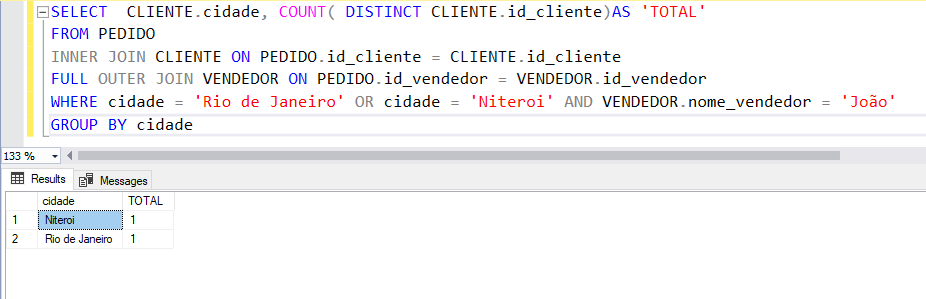 SELECT  CLIENTE.cidade, COUNT( DISTINCT CLIENTE.id_cliente)AS 'TOTAL'
FROM PEDIDO
INNER JOIN CLIENTE ON PEDIDO.id_cliente = CLIENTE.id_cliente
FULL OUTER JOIN VENDEDOR ON PEDIDO.id_vendedor = VENDEDOR.id_vendedor
WHERE cidade = 'Rio de Janeiro' OR cidade = 'Niteroi' AND VENDEDOR.nome_vendedor = 'João'
GROUP BY cidade
133 %
Results Messages
cidade TOTAL
1 Niteroi 1
2 Rio de Janeiro 1